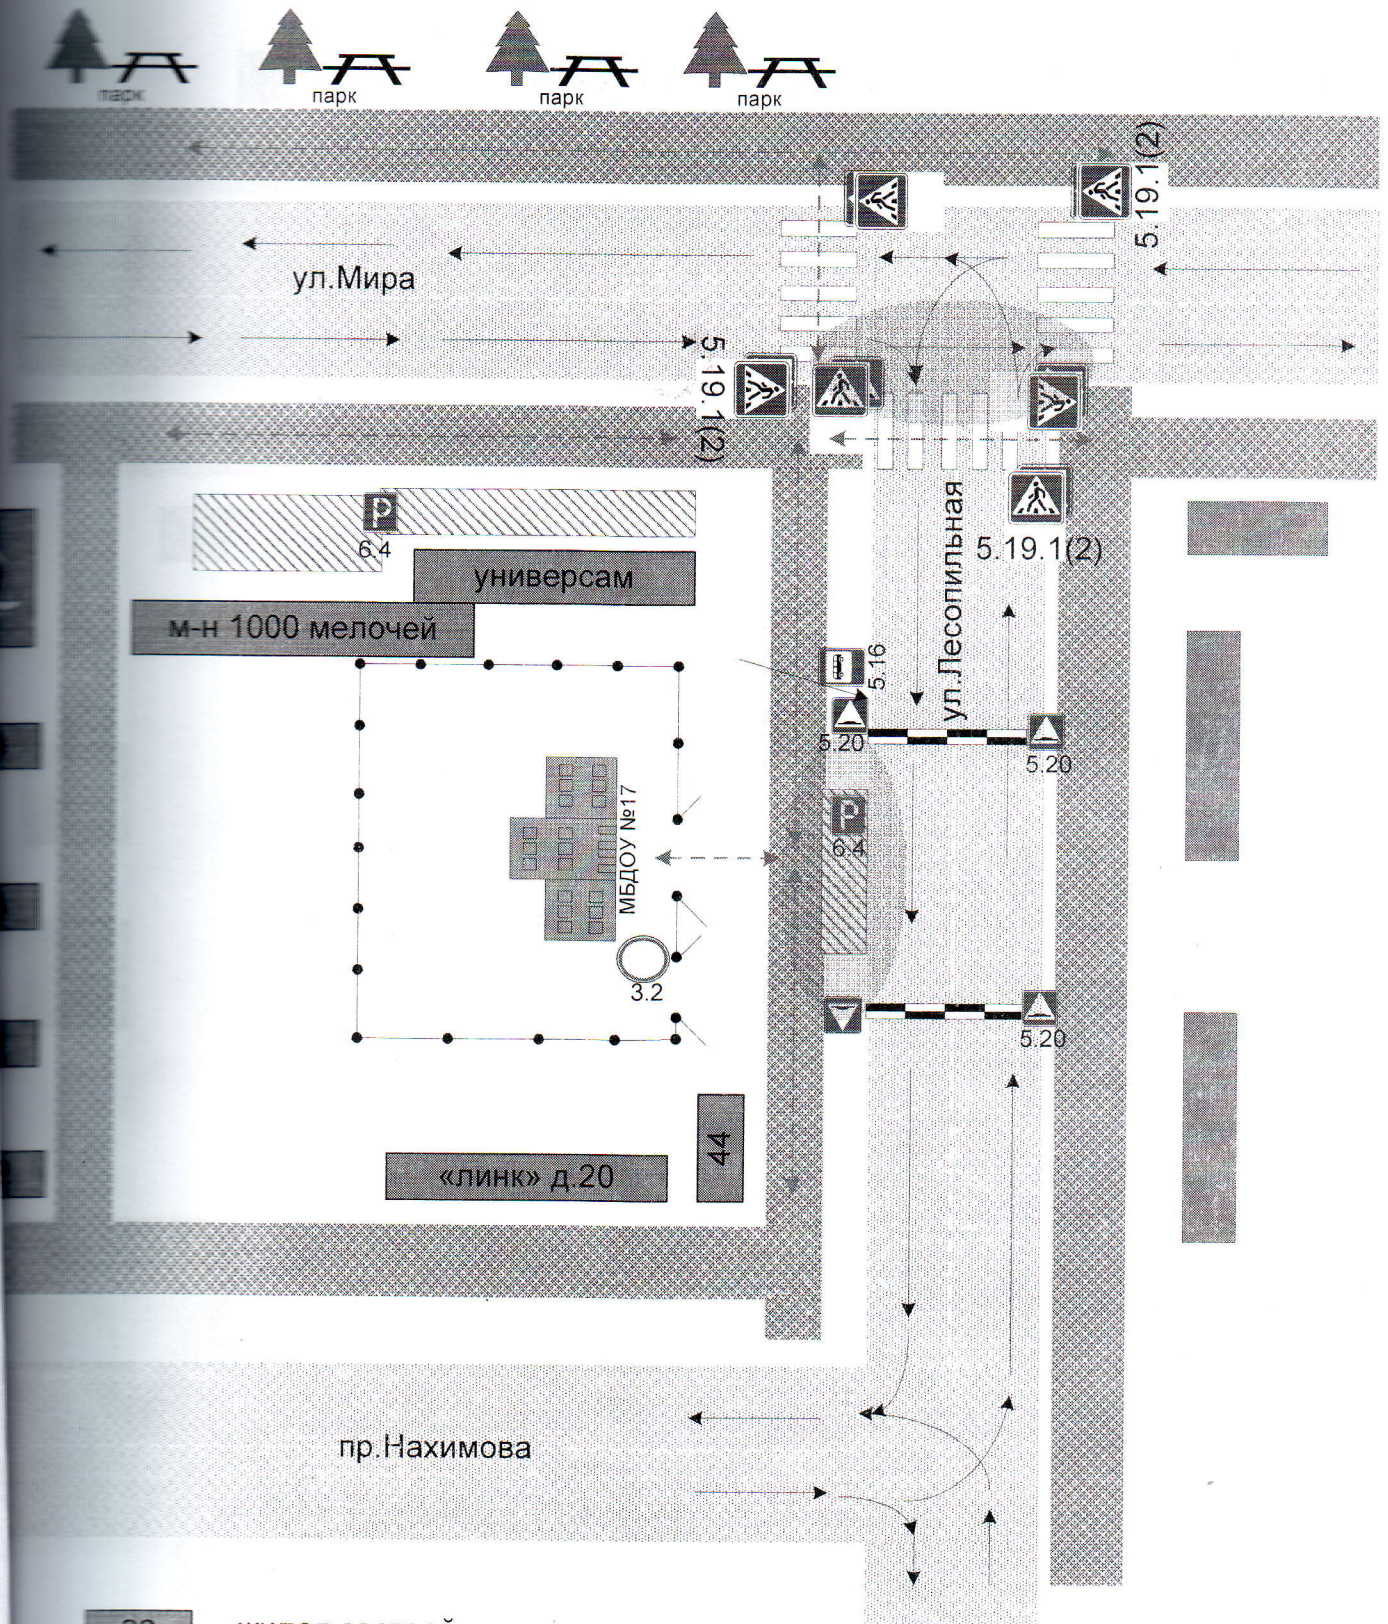 парк
парк
парк
парк
5.19.1(2)
ул.Мира
5.19.1(2)
P
6.4
ул.Лесопильная
5.19.1(2)
универсам
м-н 1000 мелочей
5.16
5.20
5.20
МБДОУ №17
P
6.4
3.2
5.20
44
«линк» д.20
пр.Нахимова